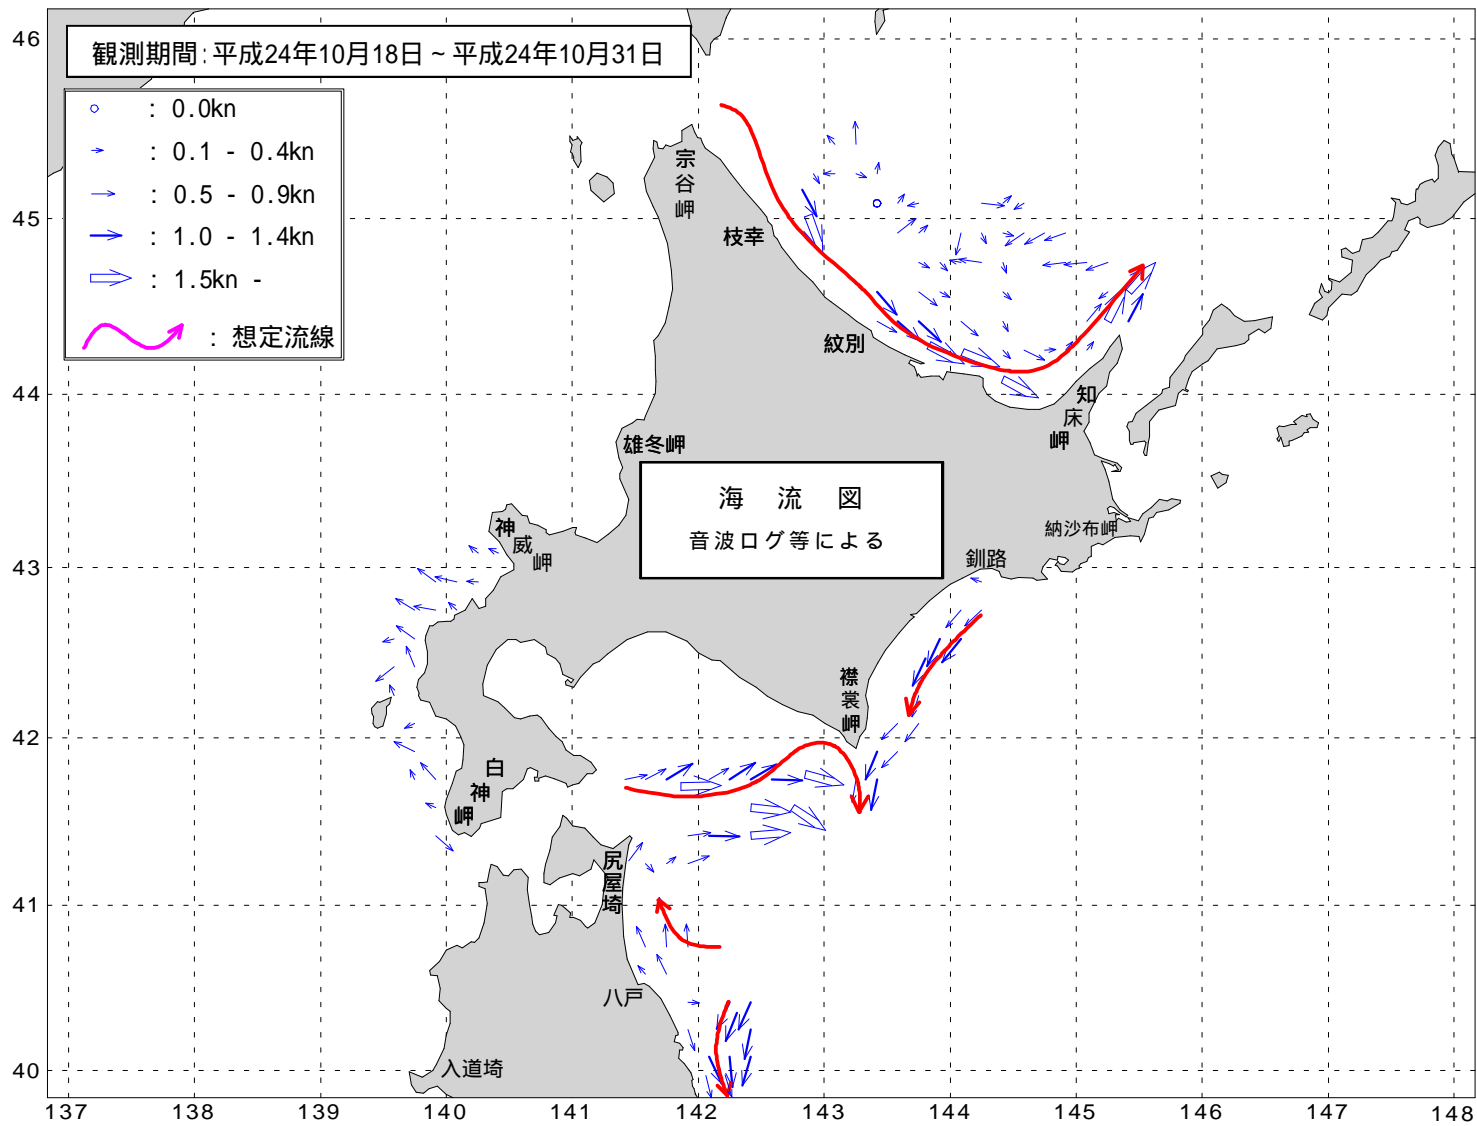 観測期間:平成24年10月18日~平成24年10月31日
: 0.0kn
: 0.1 - 0.4kn
: 0.5 - 0.9kn
: 1.0 - 1.4kn
: 1.5kn -
: 想定流線
宗谷岬
枝幸
紋別
知床岬
雄冬岬
海 流 図
音波ログ等による
納沙布岬
釧路
神威岬
襟裳岬
白神岬
尻屋埼
八戸
入道埼
46
45
44
43
42
41
40
137 138 139 140 141 142 143 144 145 146 147 148